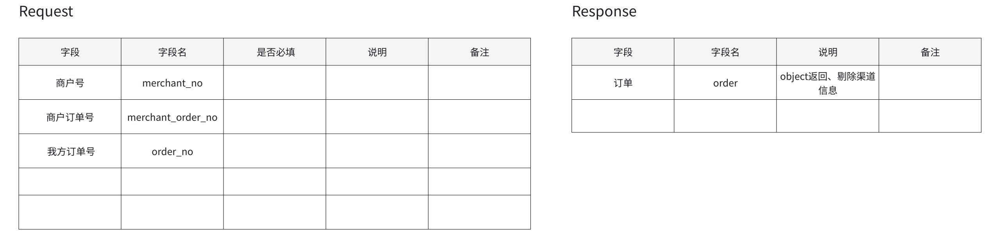 Request
字段 字段名 是否必填 说明 备注
商户号 merchant_no
商户订单号 merchant_order_no
我方订单号 order_no
Response
字段 字段名 说明 备注
订单 order object返回、剔除渠道
信息